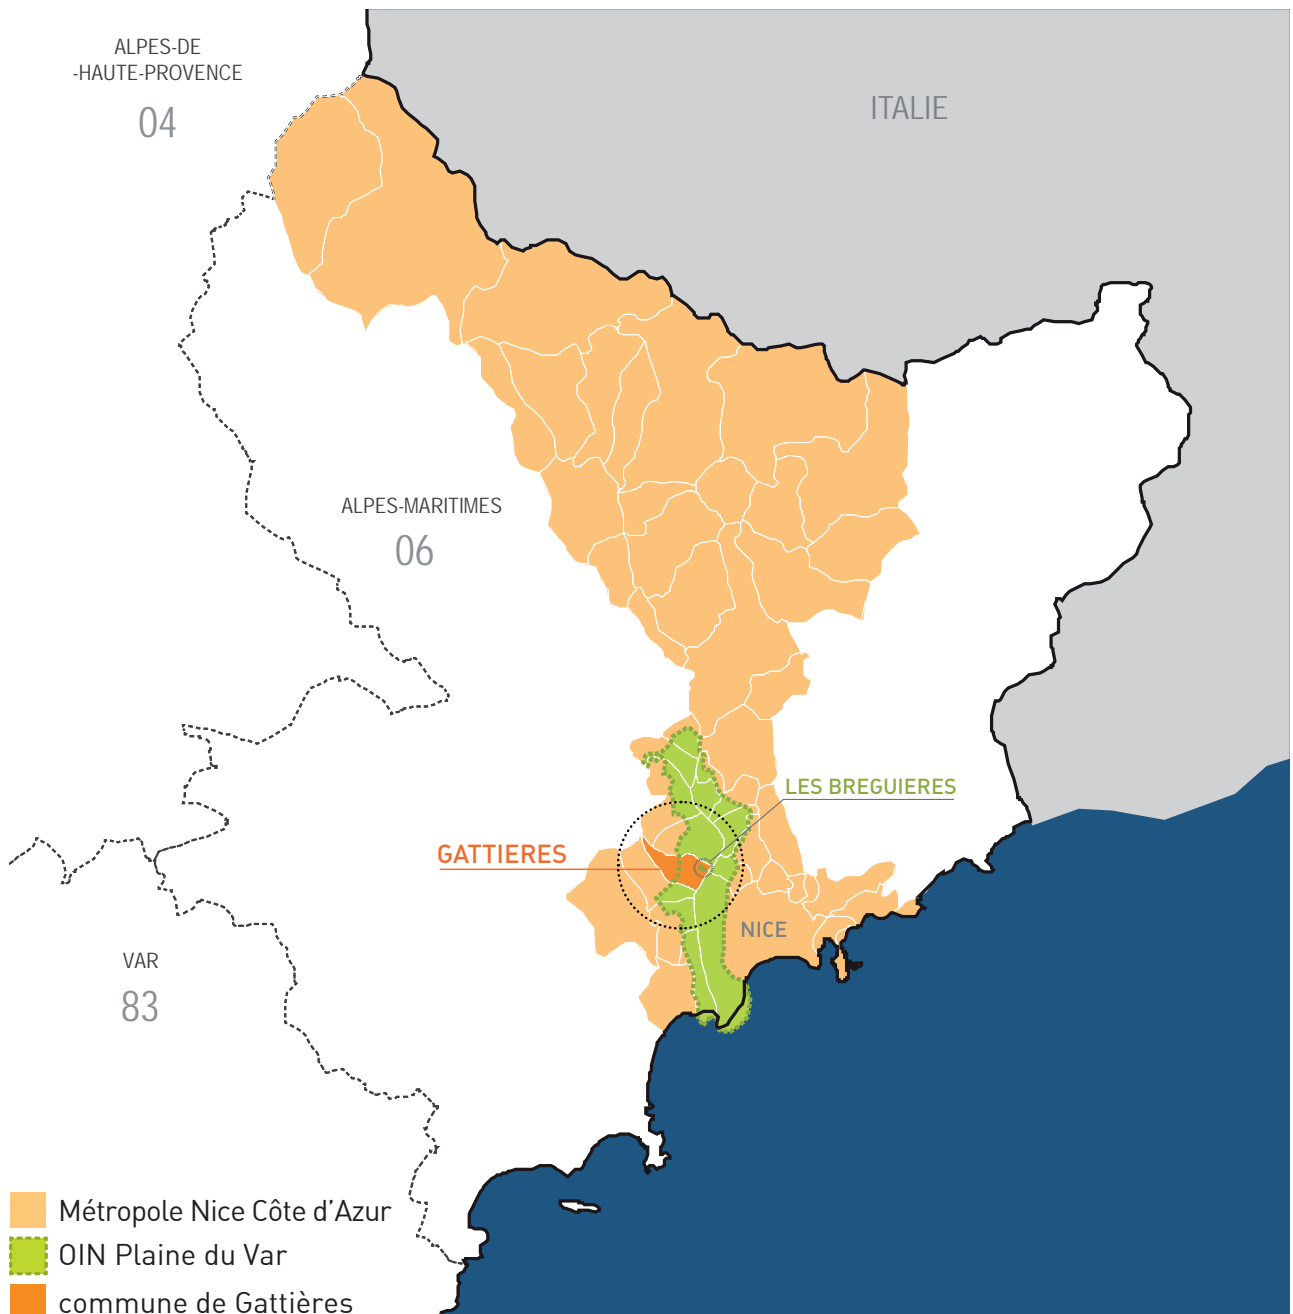 ALPES-DE
-HAUTE-PROVENCE
04
ITALIE
ALPES-MARITIMES
06
LES BREGUIERES
GATTIERES
NICE
VAR
83
Métropole Nice Côte d'Azur
OIN Plaine du Var
commune de Gattières